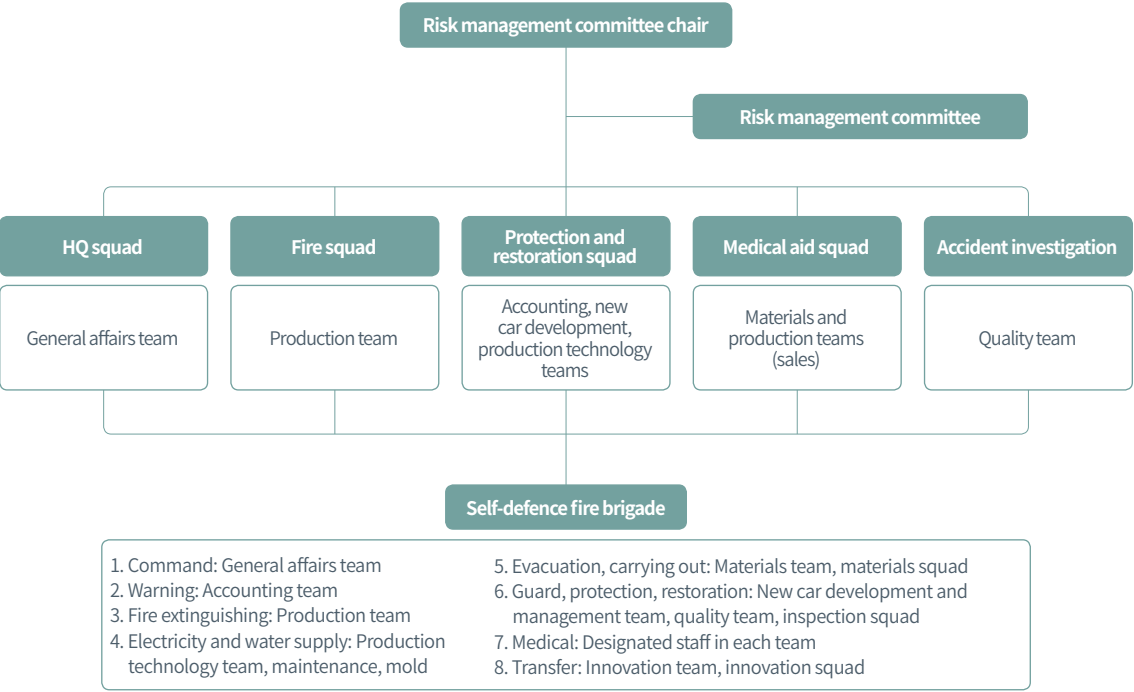 Risk management committee chair
Risk management committee
HQ squad
Fire squad
Protection and
restoration squad
Medical aid squad
Accident investigation
General affairs team
Production team
Accounting, new
car development,
production technology
teams
Materials and
production teams
(sales)
Quality team
Self-defence fire brigade
1. Command: General affairs team
2. Warning: Accounting team
3. Fire extinguishing: Production team
4. Electricity and water supply: Production
technology team, maintenance, mold
5. Evacuation, carrying out: Materials team, materials squad
6. Guard, protection, restoration: New car development and
management team, quality team, inspection squad
7. Medical: Designated staff in each team
8. Transfer: Innovation team, innovation squad